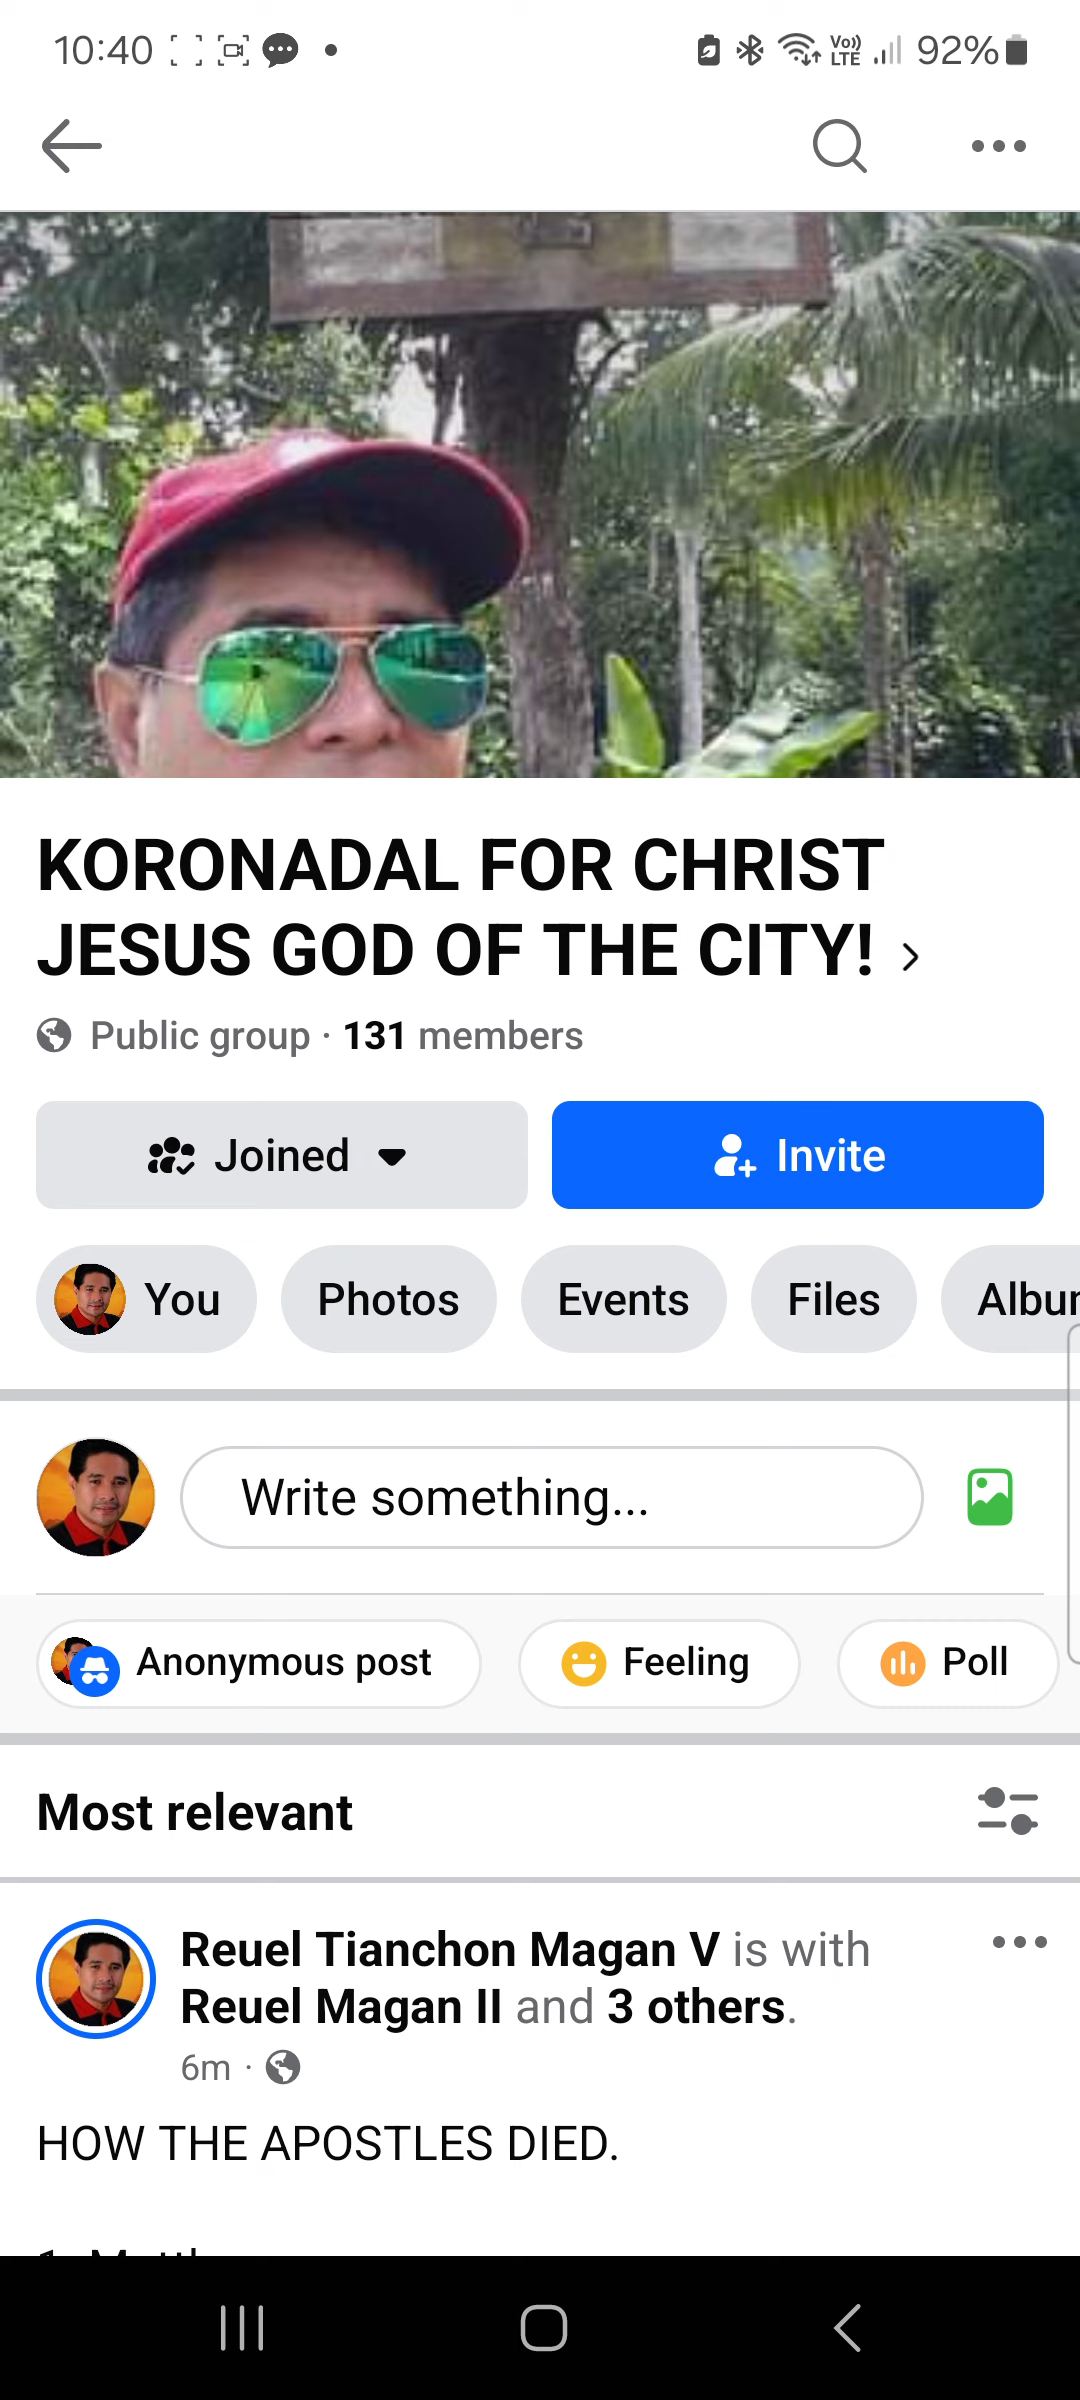 10:40
Vo))
LTE
92%
KORONADAL FOR CHRIST
JESUS GOD OF THE CITY!
Public group · 131 members
Joined
Invite
You
Photos
Events
Files
Write something...
Anonymous post
Feeling
Poll
Most relevant
Reuel Tianchon Magan V is with
Reuel Magan II and 3 others.
6m ·
HOW THE APOSTLES DIED.